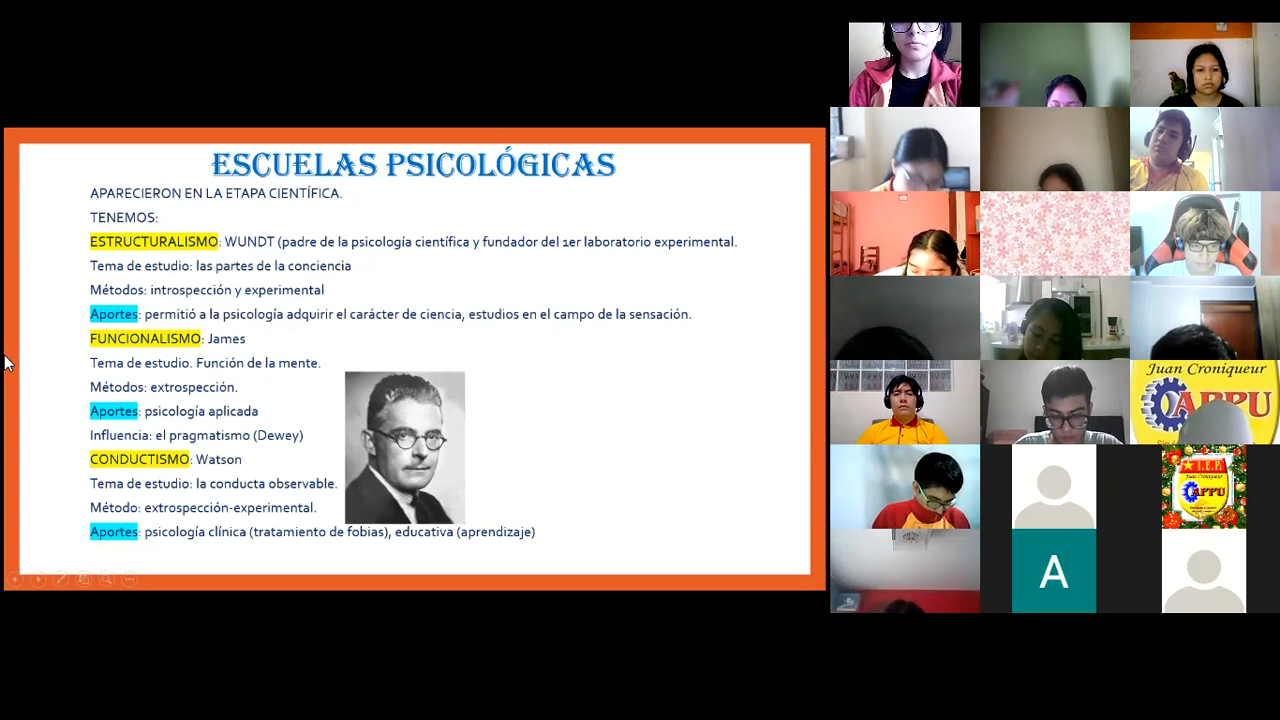 ESCUELAS PSICOLÓGICAS
APARECIERON EN LA ETAPA CIENTÍFICA.
TENEMOS:
ESTRUCTURALISMO: WUNDT (padre de la psicología científica y fundador del 1er laboratorio experimental.
Tema de estudio: las partes de la conciencia
Métodos: introspección y experimental
Aportes: permitió a la psicología adquirir el carácter de ciencia, estudios en el campo de la sensación.
FUNCIONALISMO: James
Tema de estudio. Función de la mente.
Métodos: extrospección.
Aportes: psicología aplicada
Influencia: el pragmatismo (Dewey)
CONDUCTISMO: Watson
Tema de estudio: la conducta observable.
Método: extrospección-experimental.
Aportes: psicología clínica (tratamiento de fobias), educativa (aprendizaje)
Juan Croniqueur
APPU
I.E.P.
Juan Croniqueur
APPU
A